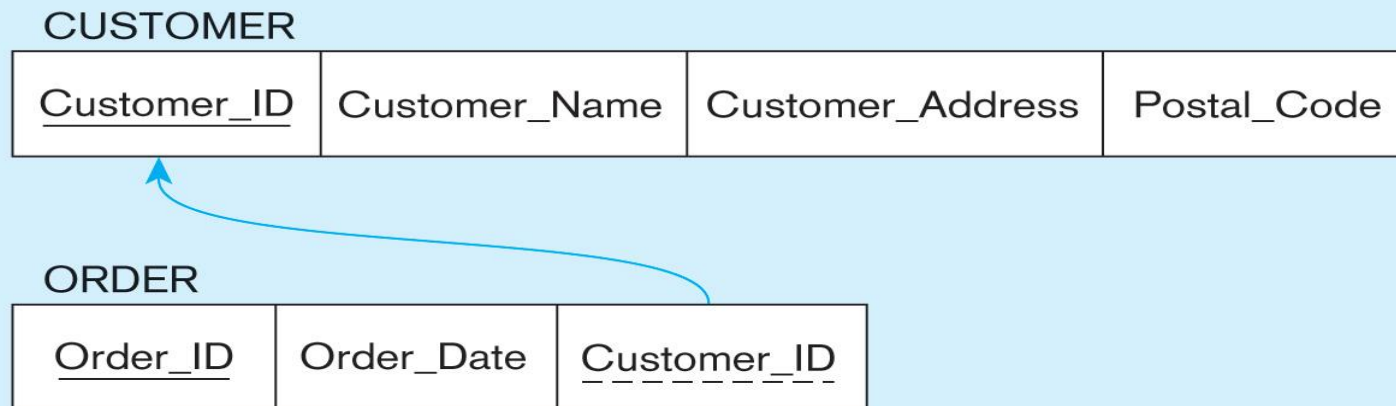 CUSTOMER
Customer_ID Customer_Name Customer_Address Postal_Code
ORDER
Order_ID Order_Date Customer_ID